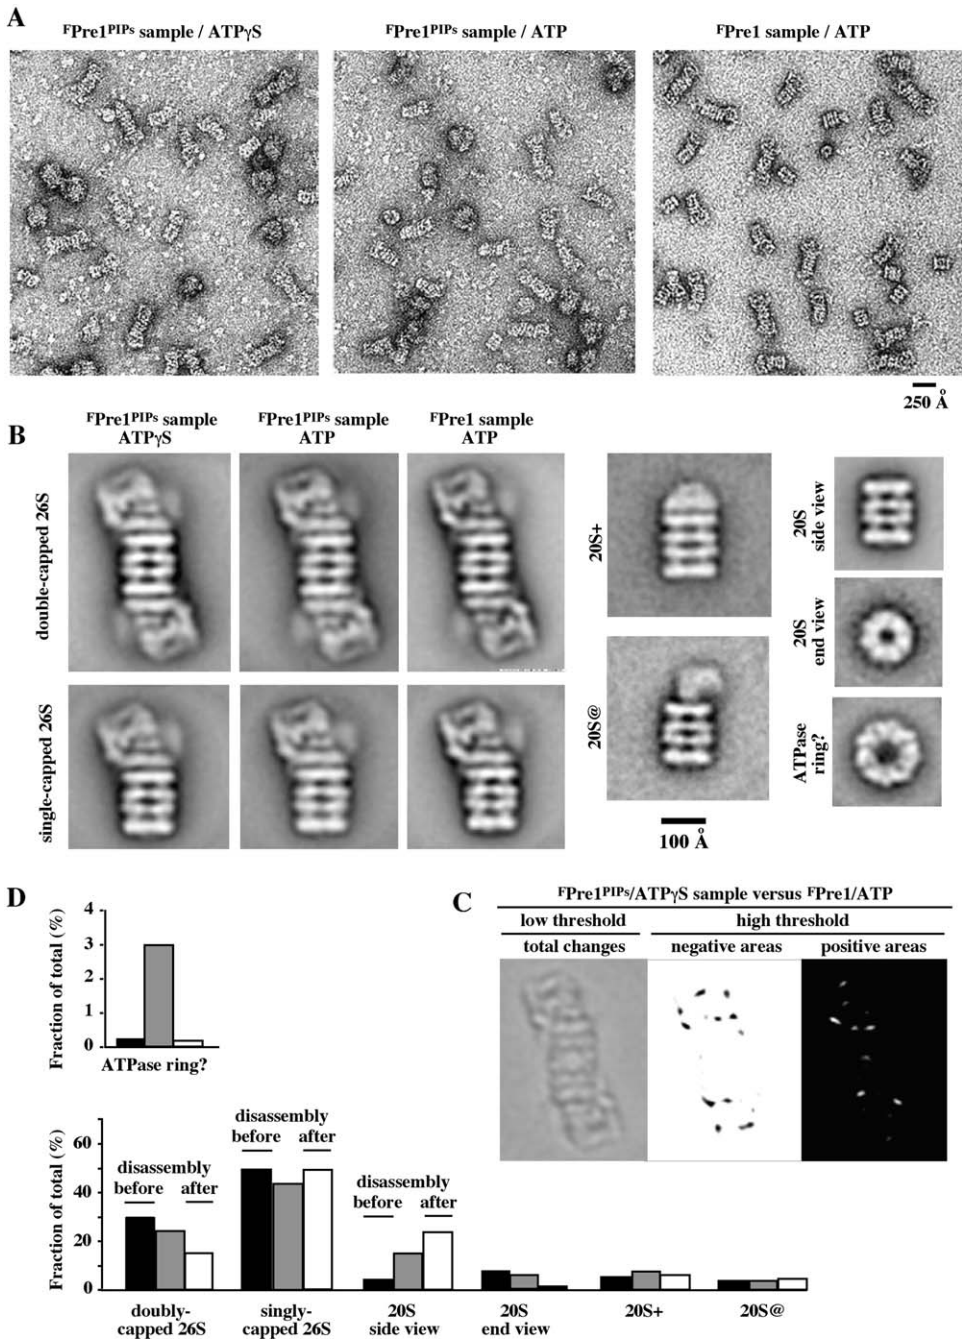 A
FPre1PIPs sample / ATPγS
FPre1PIPs sample / ATP
FPre1 sample / ATP
250 Å
B
FPre1PIPs sample
ATPγS
FPre1PIPs sample
ATP
FPre1 sample
ATP
double-capped 26S
single-capped 26S
20S+
20S@
100 Å
20S
side view
20S
end view
ATPase
ring?
C
FPre1PIPs/ATPγS sample versus FPre1/ATP
low threshold
high threshold
total changes
negative areas
positive areas
D
Fraction of total (%)
4
3
2
1
0
ATPase ring?
Fraction of total (%)
60
40
20
0
disassembly
before after
disassembly
before after
disassembly
before after
doubly-
capped 26S
singly-
capped 26S
20S
side view
20S
end view
20S+
20S@